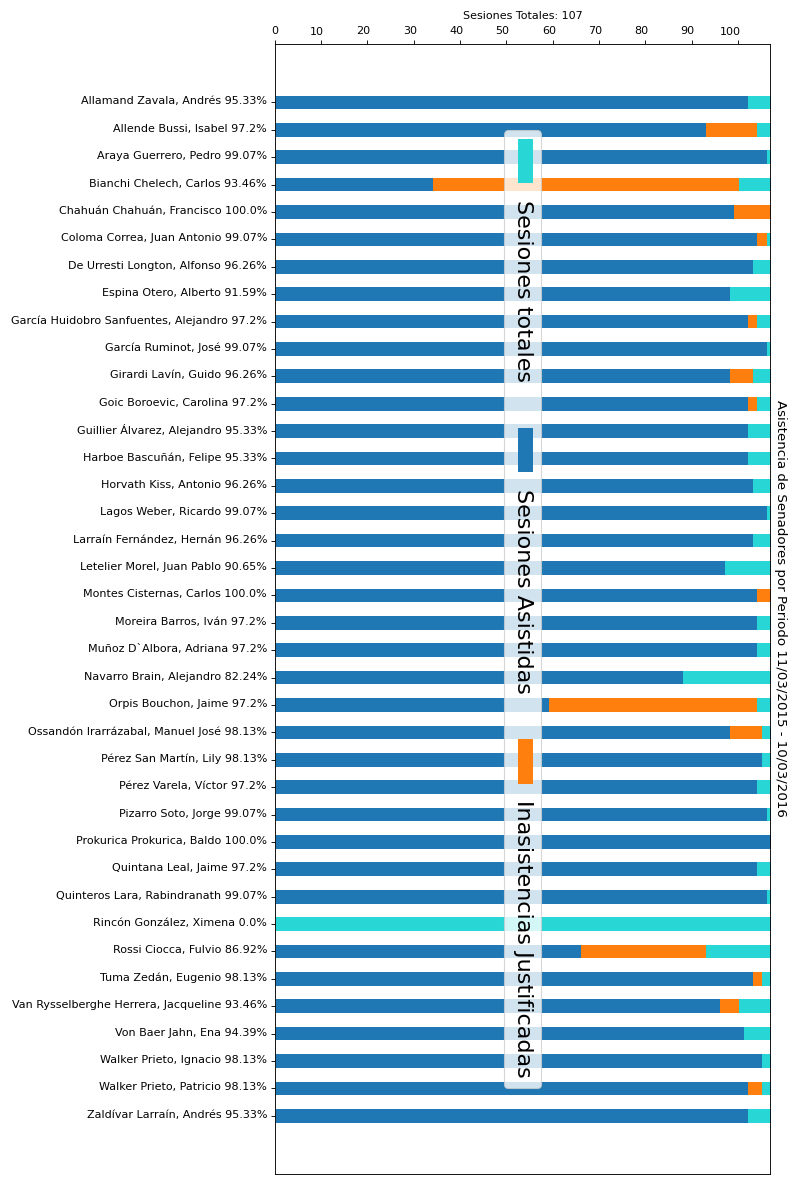 Sesiones Totales: 107
0 10 20 30 40 50 60 70 80 90 100
Allamand Zavala, Andrés 95.33%
Allende Bussi, Isabel 97.2%
Araya Guerrero, Pedro 99.07%
Bianchi Chelech, Carlos 93.46%
Chahuán Chahuán, Francisco 100.0%
Coloma Correa, Juan Antonio 99.07%
De Urresti Longton, Alfonso 96.26%
Espina Otero, Alberto 91.59%
García Huidobro Sanfuentes, Alejandro 97.2%
García Ruminot, José 99.07%
Girardi Lavín, Guido 96.26%
Goic Boroevic, Carolina 97.2%
Guillier Álvarez, Alejandro 95.33%
Harboe Bascuñán, Felipe 95.33%
Horvath Kiss, Antonio 96.26%
Lagos Weber, Ricardo 99.07%
Larraín Fernández, Hernán 96.26%
Letelier Morel, Juan Pablo 90.65%
Montes Cisternas, Carlos 100.0%
Moreira Barros, Iván 97.2%
Muñoz D`Albora, Adriana 97.2%
Navarro Brain, Alejandro 82.24%
Orpis Bouchon, Jaime 97.2%
Ossandón Irarrázabal, Manuel José 98.13%
Pérez San Martín, Lily 98.13%
Pérez Varela, Víctor 97.2%
Pizarro Soto, Jorge 99.07%
Prokurica Prokurica, Baldo 100.0%
Quintana Leal, Jaime 97.2%
Quinteros Lara, Rabindranath 99.07%
Rincón González, Ximena 0.0%
Rossi Ciocca, Fulvio 86.92%
Tuma Zedán, Eugenio 98.13%
Van Rysselberghe Herrera, Jacqueline 93.46%
Von Baer Jahn, Ena 94.39%
Walker Prieto, Ignacio 98.13%
Walker Prieto, Patricio 98.13%
Zaldívar Larraín, Andrés 95.33%
Sesiones totales
Sesiones Asistidas
Inasistencias Justificadas
Asistencia de Senadores por Periodo 11/03/2015 - 10/03/2016